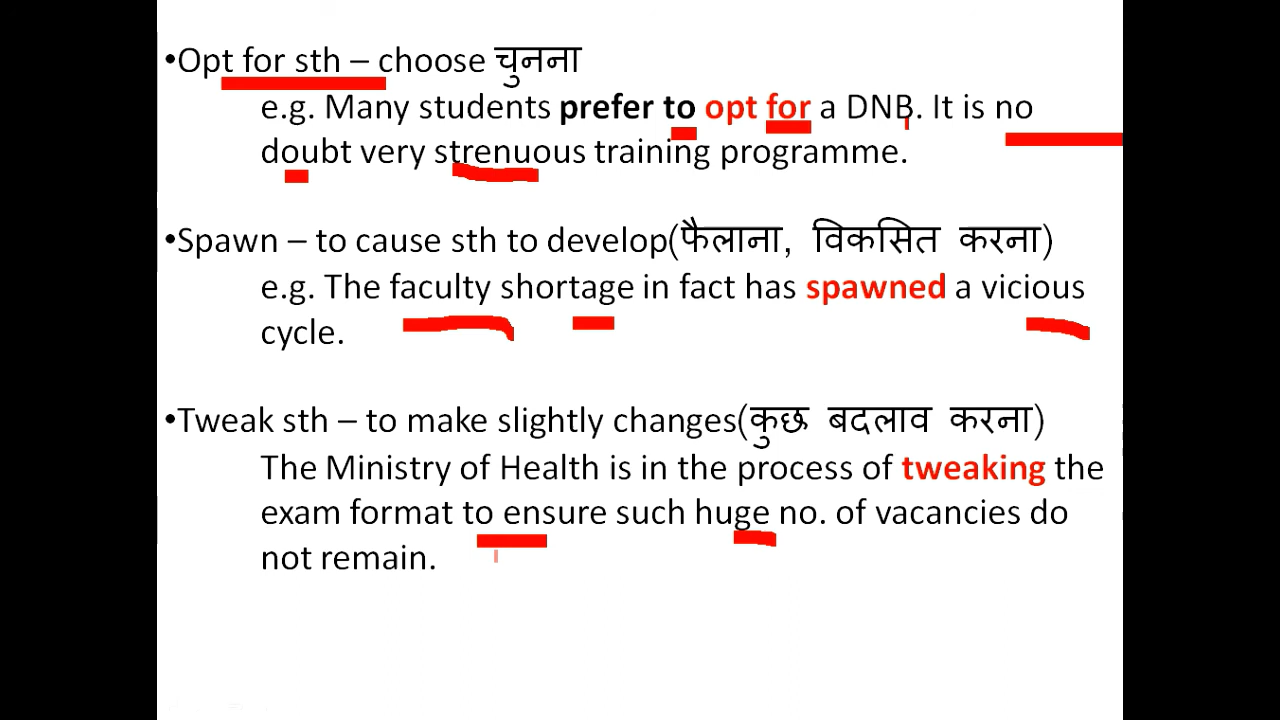 •Opt for sth – choose चुनना
e.g. Many students prefer to opt for a DNB. It is no
doubt very strenuous training programme.
•Spawn – to cause sth to develop(फैलाना, विकसित करना)
e.g. The faculty shortage in fact has spawned a vicious
cycle.
•Tweak sth – to make slightly changes(कुछ बदलाव करना)
The Ministry of Health is in the process of tweaking the
exam format to ensure such huge no. of vacancies do
not remain.